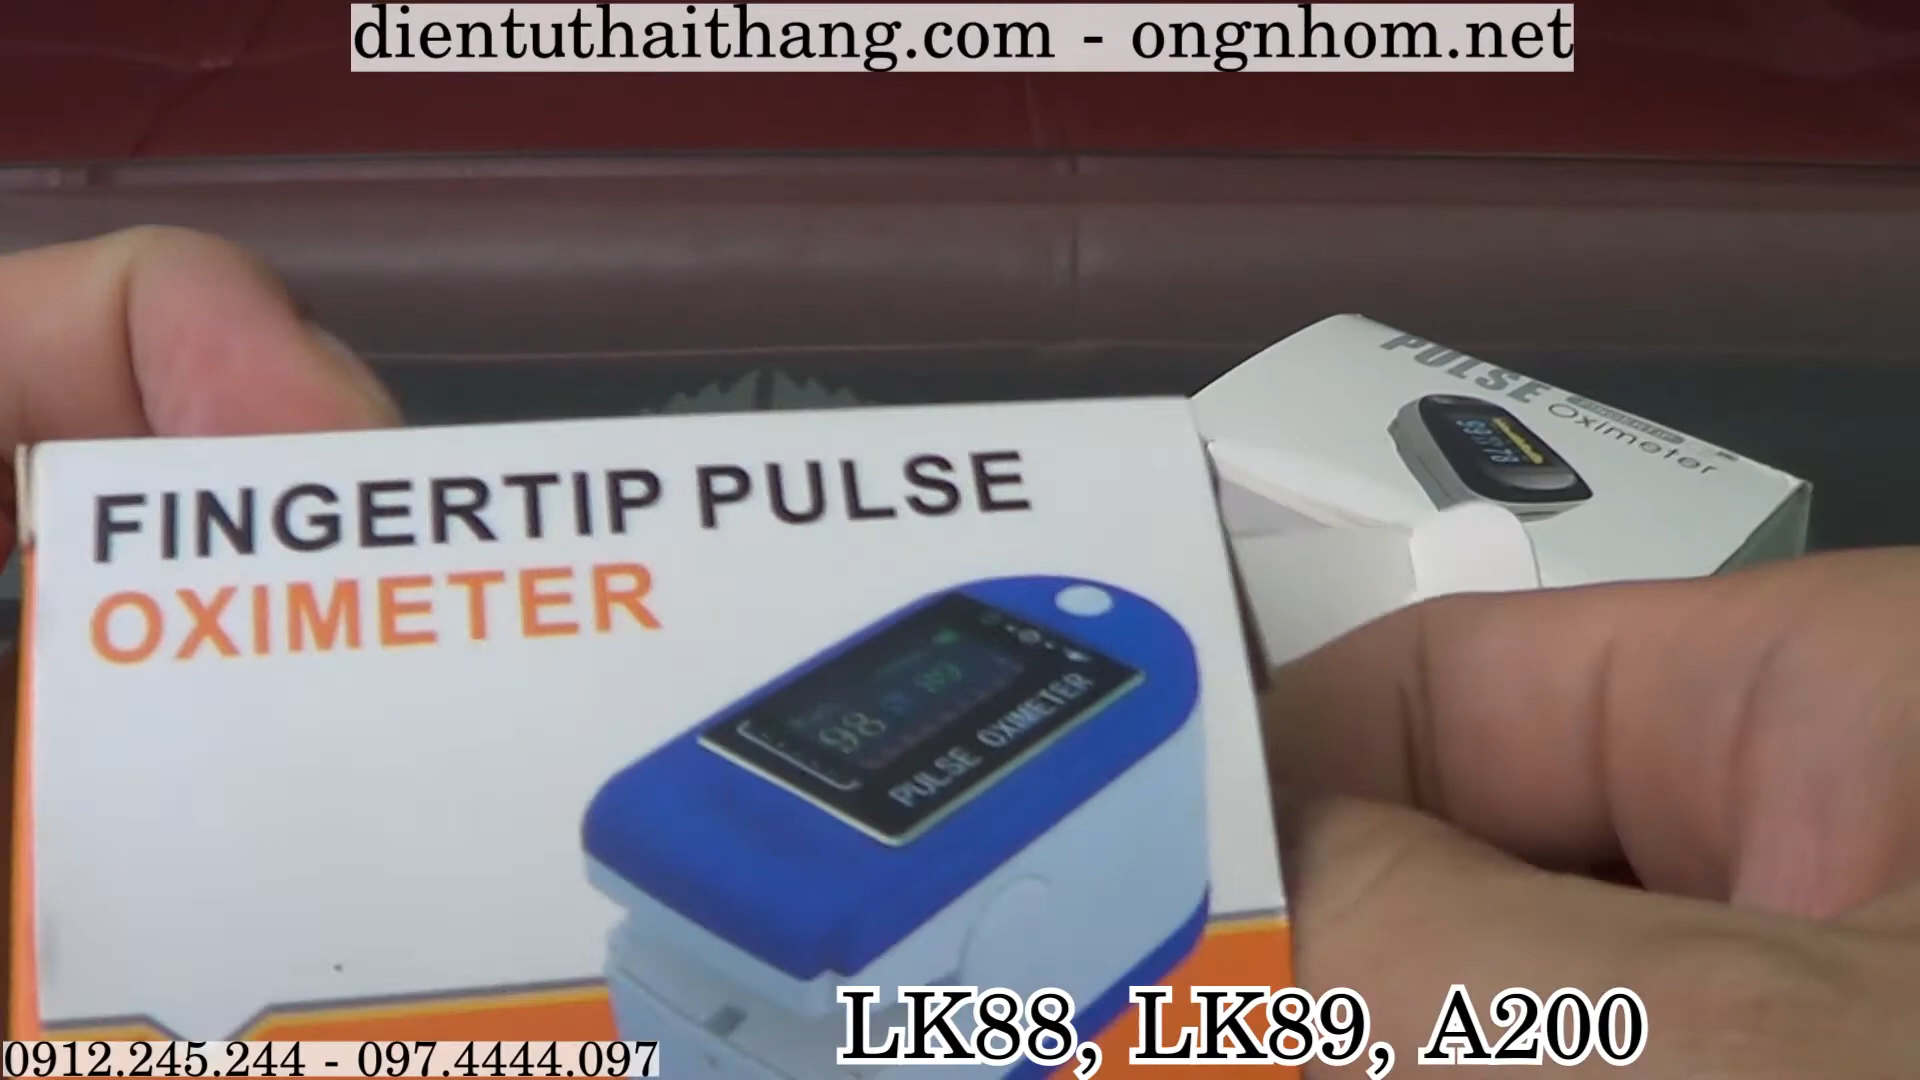 dientuthaithang.com - ongnhom.net
PULSE
Oximeter
FINGERTIP PULSE
OXIMETER
98
89
PULSE OXIMETER
LK88, LK89, A200
0912.245.244 - 097.4444.097